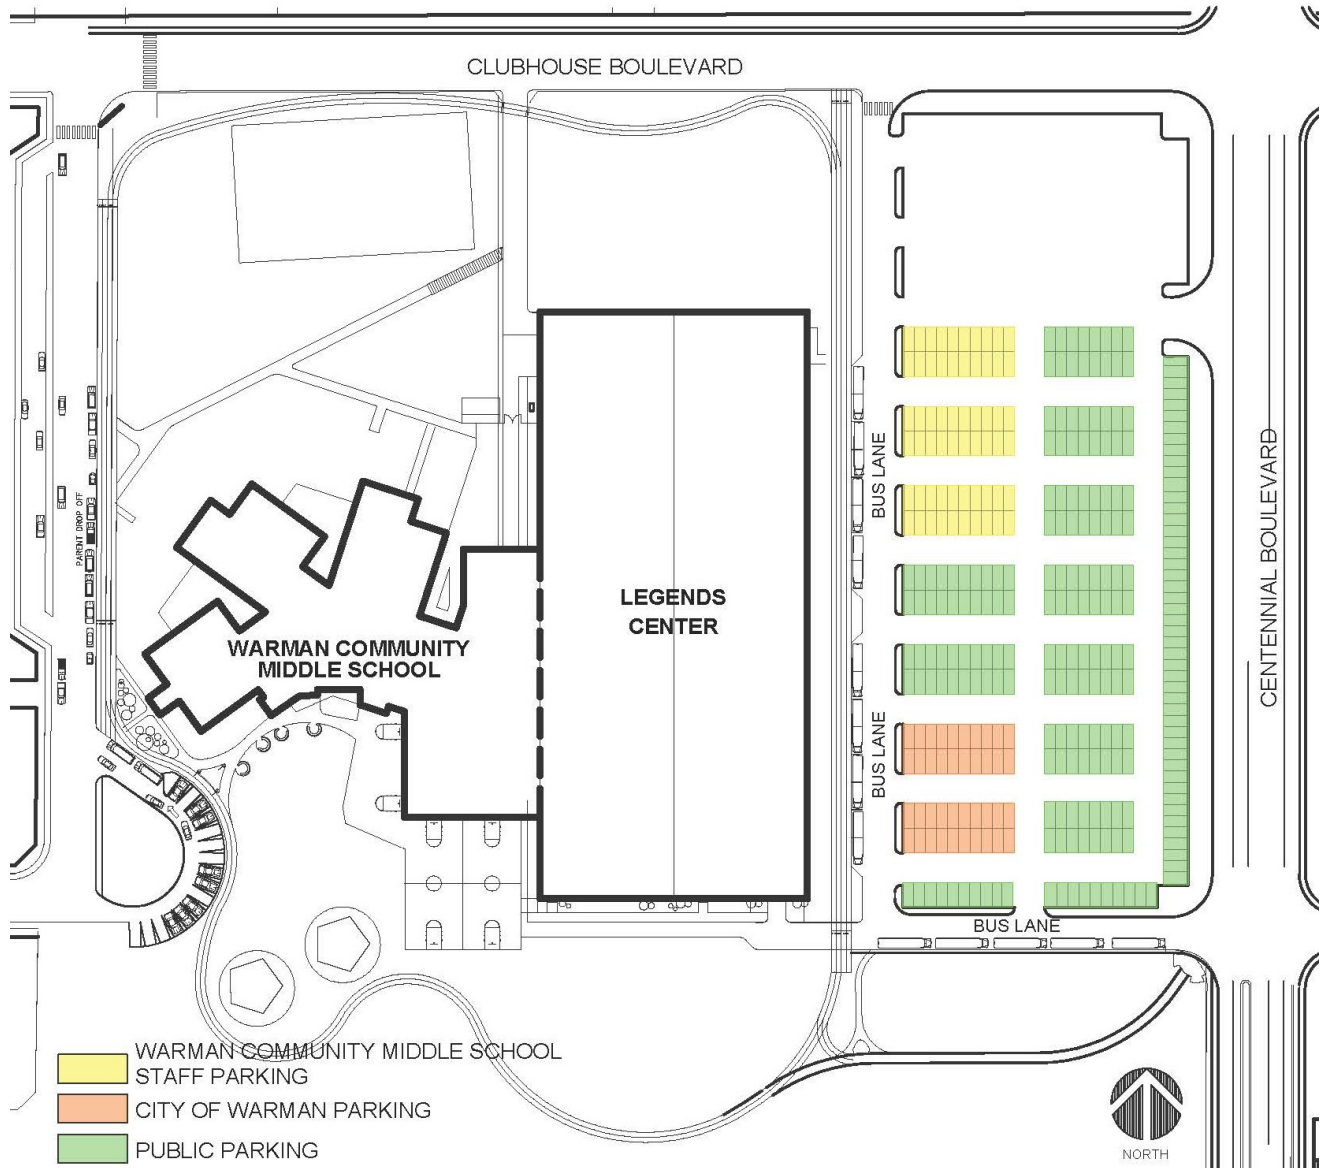 CLUBHOUSE BOULEVARD
BUS LANE
CENTENNIAL BOULEVARD
PARENT DROP OFF
LEGENDS
CENTER
WARMAN COMMUNITY
MIDDLE SCHOOL
BUS LANE
BUS LANE
WARMAN COMMUNITY MIDDLE SCHOOL
STAFF PARKING
CITY OF WARMAN PARKING
PUBLIC PARKING
NORTH